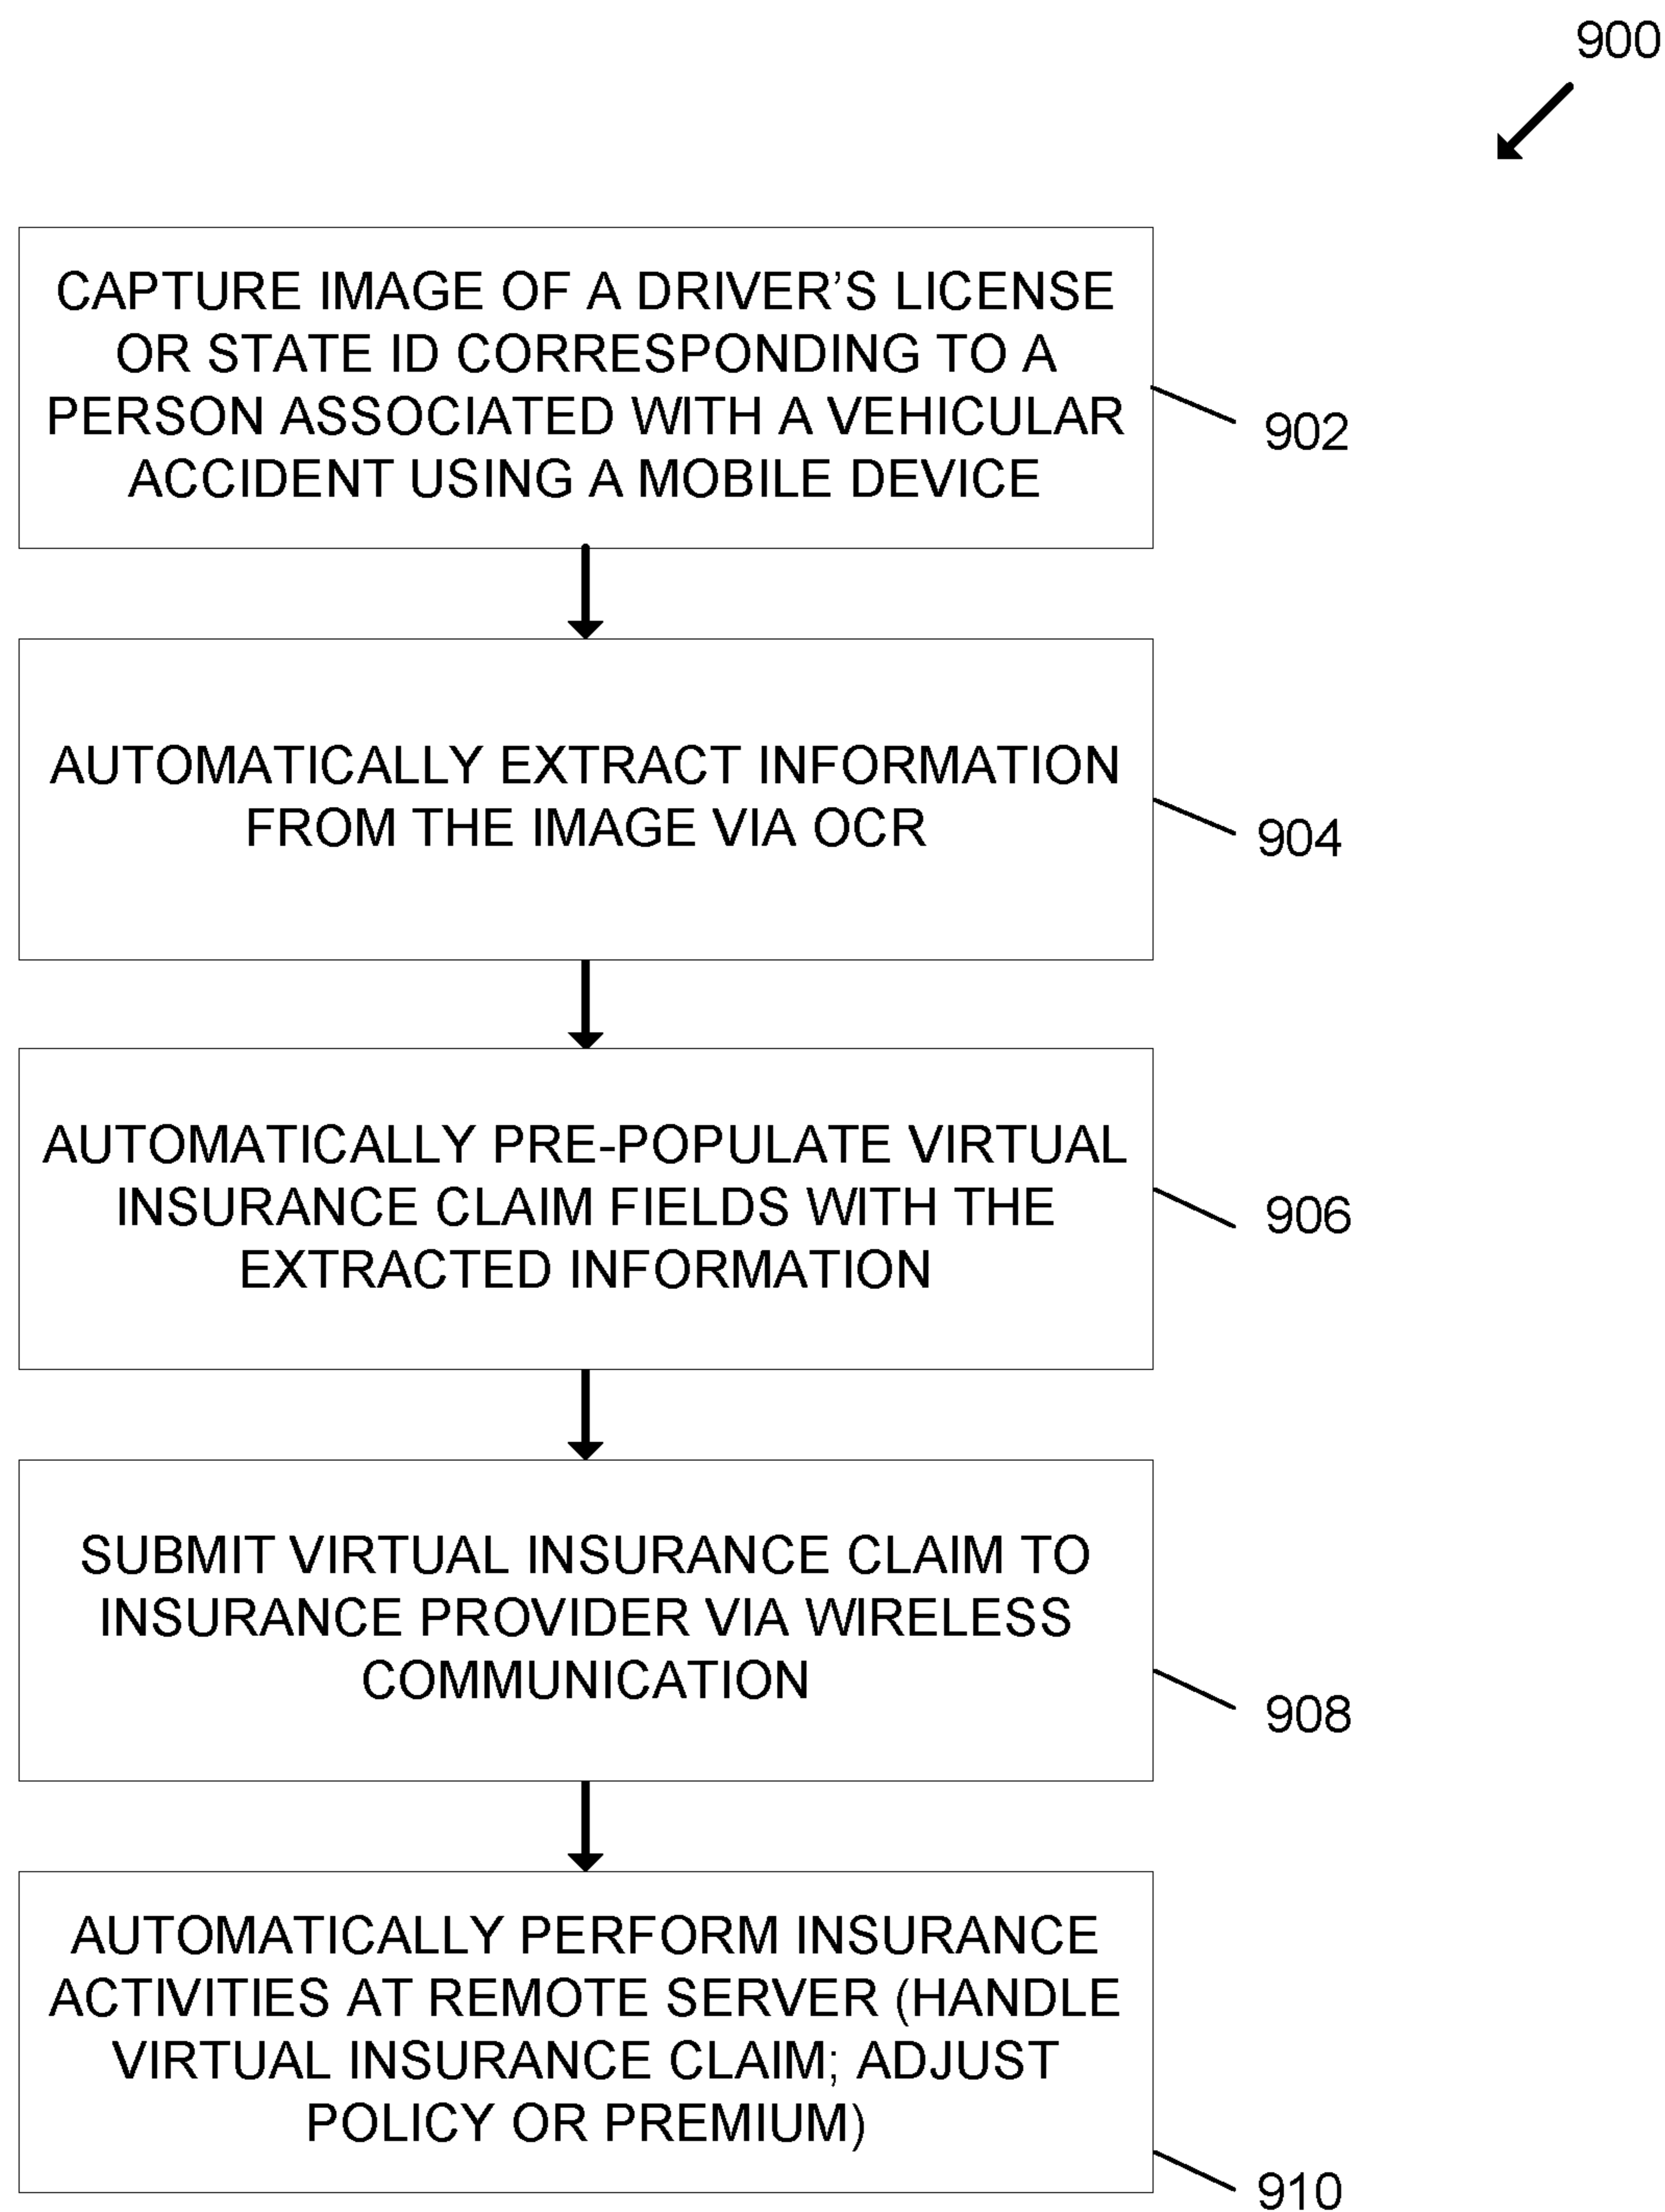 900
CAPTURE IMAGE OF A DRIVER’S LICENSE
OR STATE ID CORRESPONDING TO A
PERSON ASSOCIATED WITH A VEHICULAR
ACCIDENT USING A MOBILE DEVICE
902
AUTOMATICALLY EXTRACT INFORMATION
FROM THE IMAGE VIA OCR
904
AUTOMATICALLY PRE-POPULATE VIRTUAL
INSURANCE CLAIM FIELDS WITH THE
EXTRACTED INFORMATION
906
SUBMIT VIRTUAL INSURANCE CLAIM TO
INSURANCE PROVIDER VIA WIRELESS
COMMUNICATION
908
AUTOMATICALLY PERFORM INSURANCE
ACTIVITIES AT REMOTE SERVER (HANDLE
VIRTUAL INSURANCE CLAIM; ADJUST
POLICY OR PREMIUM)
910